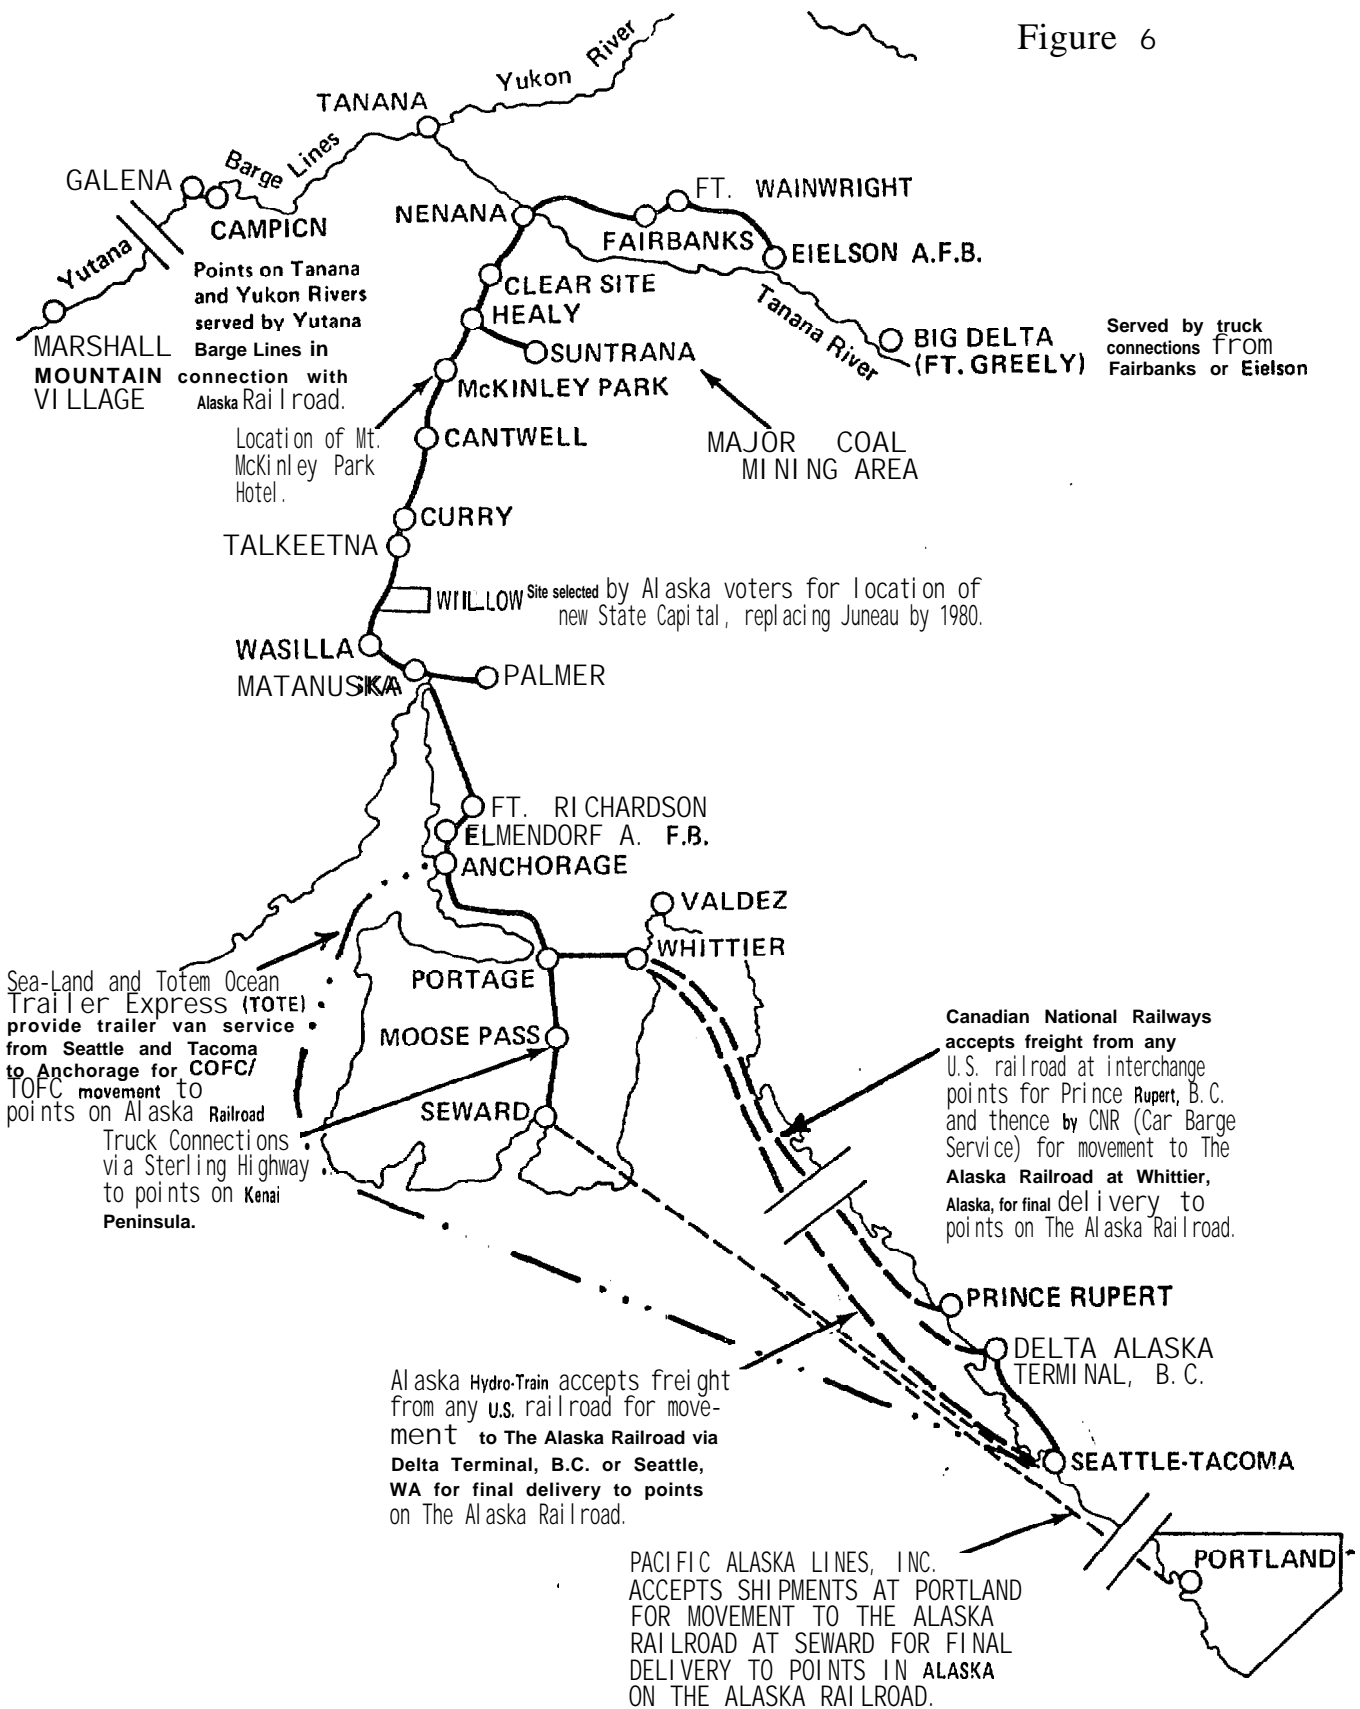 Figure 6
Yukon River
TANANA
Barge Lines
GALENA
CAMPICN
Yutana
FT. WAINWRIGHT
NENANA
FAIRBANKS
EIELSON A.F.B.
Points on Tanana
and Yukon Rivers
served by Yutana
Barge Lines in
connection with
Alaska Railroad.
MARSHALL
MOUNTAIN
VILLAGE
CLEAR SITE
HEALY
SUNTRANA
Tanana River
BIG DELTA
(FT. GREELY)
Served by truck
connections from
Fairbanks or Eielson
McKINLEY PARK
Location of Mt.
McKinley Park
Hotel.
CANTWELL
MAJOR COAL
MINING AREA
CURRY
TALKEETNA
WILLOW Site selected by Alaska voters for location of
new State Capital, replacing Juneau by 1980.
WASILLA
MATANUSKA
PALMER
FT. RICHARDSON
ELMENDORF A. F.B.
ANCHORAGE
VALDEZ
WHITTIER
PORTAGE
Sea-Land and Totem Ocean
Trailer Express (TOTE)
provide trailer van service
from Seattle and Tacoma
to Anchorage for COFC/
TOFC movement to
points on Alaska Railroad
MOOSE PASS
SEWARD
Truck Connections
via Sterling Highway
to points on Kenai
Peninsula.
Canadian National Railways
accepts freight from any
U.S. railroad at interchange
points for Prince Rupert, B.C.
and thence by CNR (Car Barge
Service) for movement to The
Alaska Railroad at Whittier,
Alaska, for final delivery to
points on The Alaska Railroad.
PRINCE RUPERT
DELTA ALASKA
TERMINAL, B.C.
Alaska Hydro-Train accepts freight
from any U.S. railroad for move-
ment to The Alaska Railroad via
Delta Terminal, B.C. or Seattle,
WA for final delivery to points
on The Alaska Railroad.
SEATTLE-TACOMA
PACIFIC ALASKA LINES, INC.
ACCEPTS SHIPMENTS AT PORTLAND
FOR MOVEMENT TO THE ALASKA
RAILROAD AT SEWARD FOR FINAL
DELIVERY TO POINTS IN ALASKA
ON THE ALASKA RAILROAD.
PORTLAND